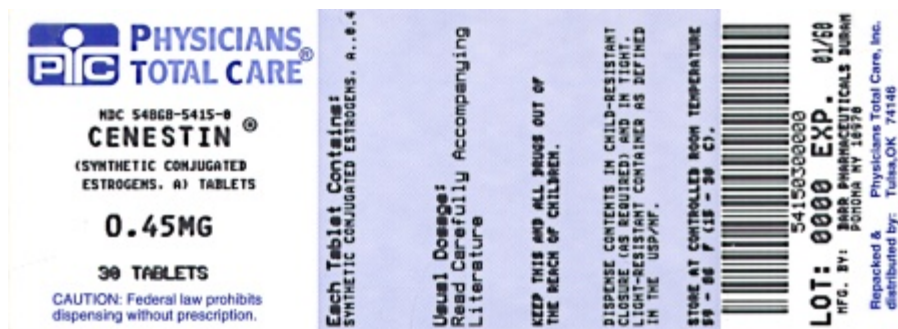 PHYSICIANS
TOTAL CARE®
PTC
NDC 54868-5415-0
CENESTIN®
(SYNTHETIC CONJUGATED
ESTROGENS, A) TABLETS
0.45MG
30 TABLETS
CAUTION: Federal law prohibits
dispensing without prescription.
Each Tablet Contains:
SYNTHETIC CONJUGATED ESTROGENS, A..0.4
Usual Dosage:
Read Carefully Accompanying
Literature
KEEP THIS AND ALL DRUGS OUT OF
THE REACH OF CHILDREN.
DISPENSE CONTENTS IN CHILD-RESISTANT
CLOSURE (AS REQUIRED) AND IN TIGHT,
LIGHT-RESISTANT CONTAINER AS DEFINED
IN THE USP/NF.
STORE AT CONTROLLED ROOM TEMPERATURE
59 - 86 F (15 - 30 C).
54150300000
LOT: 0000 EXP. 01/60
MFG. BY: BARR PHARMACEUTICALS DURAM
POMONA NY 10970
Repacked & Physicians Total Care, Inc.
distributed by: Tulsa,OK 74146